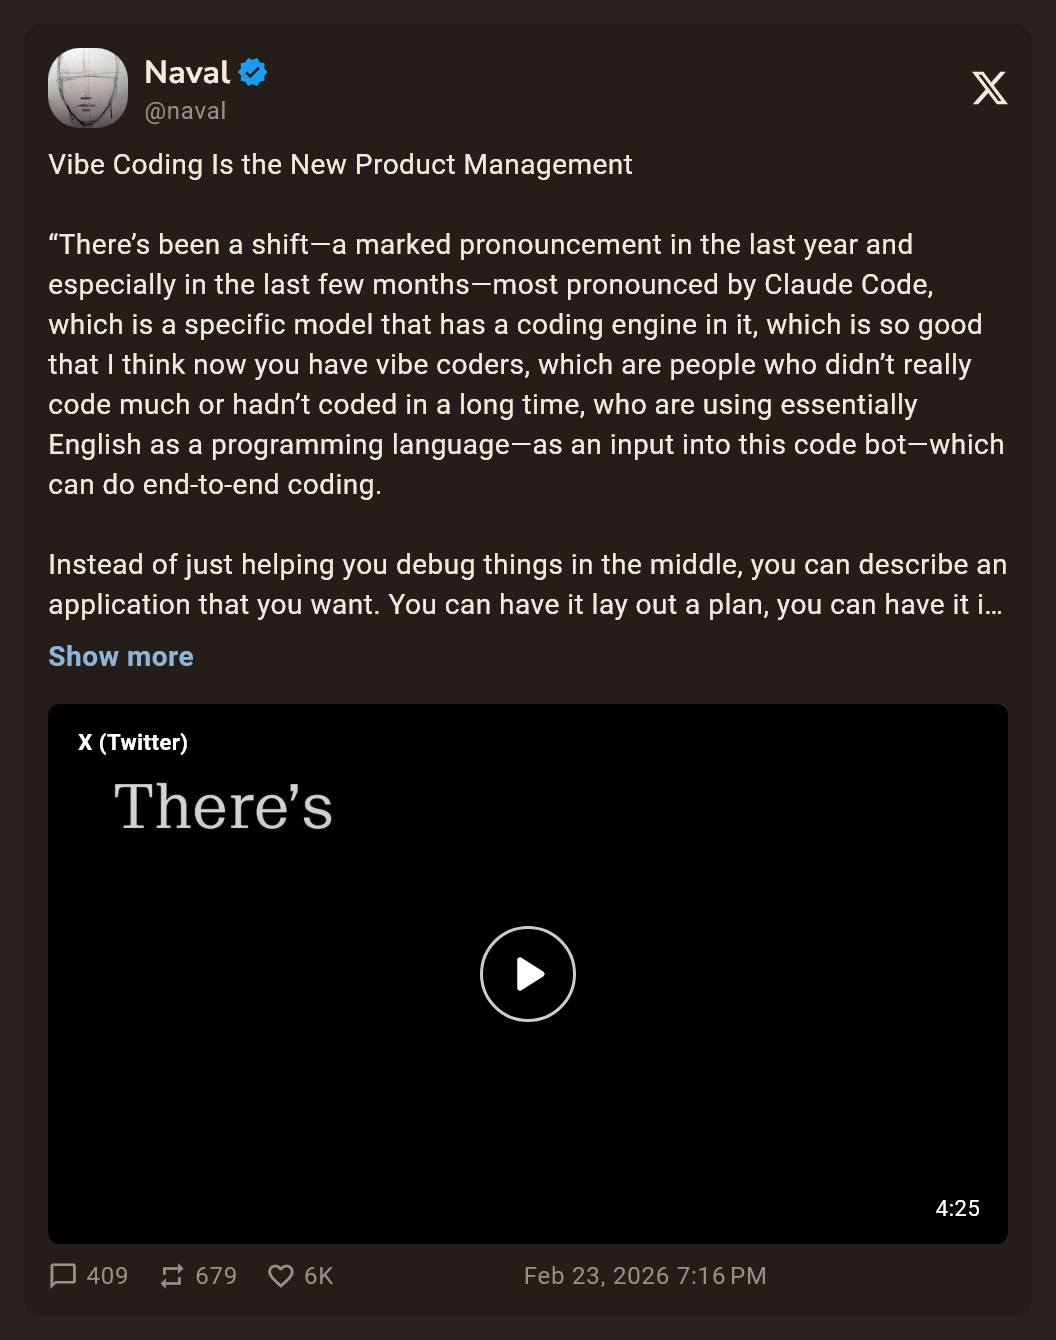 Naval
@naval
Vibe Coding Is the New Product Management
“There’s been a shift—a marked pronouncement in the last year and
especially in the last few months—most pronounced by Claude Code,
which is a specific model that has a coding engine in it, which is so good
that I think now you have vibe coders, which are people who didn’t really
code much or hadn’t coded in a long time, who are using essentially
English as a programming language—as an input into this code bot—which
can do end-to-end coding.
Instead of just helping you debug things in the middle, you can describe an
application that you want. You can have it lay out a plan, you can have it i…
Show more
X (Twitter)
There’s
4:25
409 679 6K Feb 23, 2026 7:16 PM